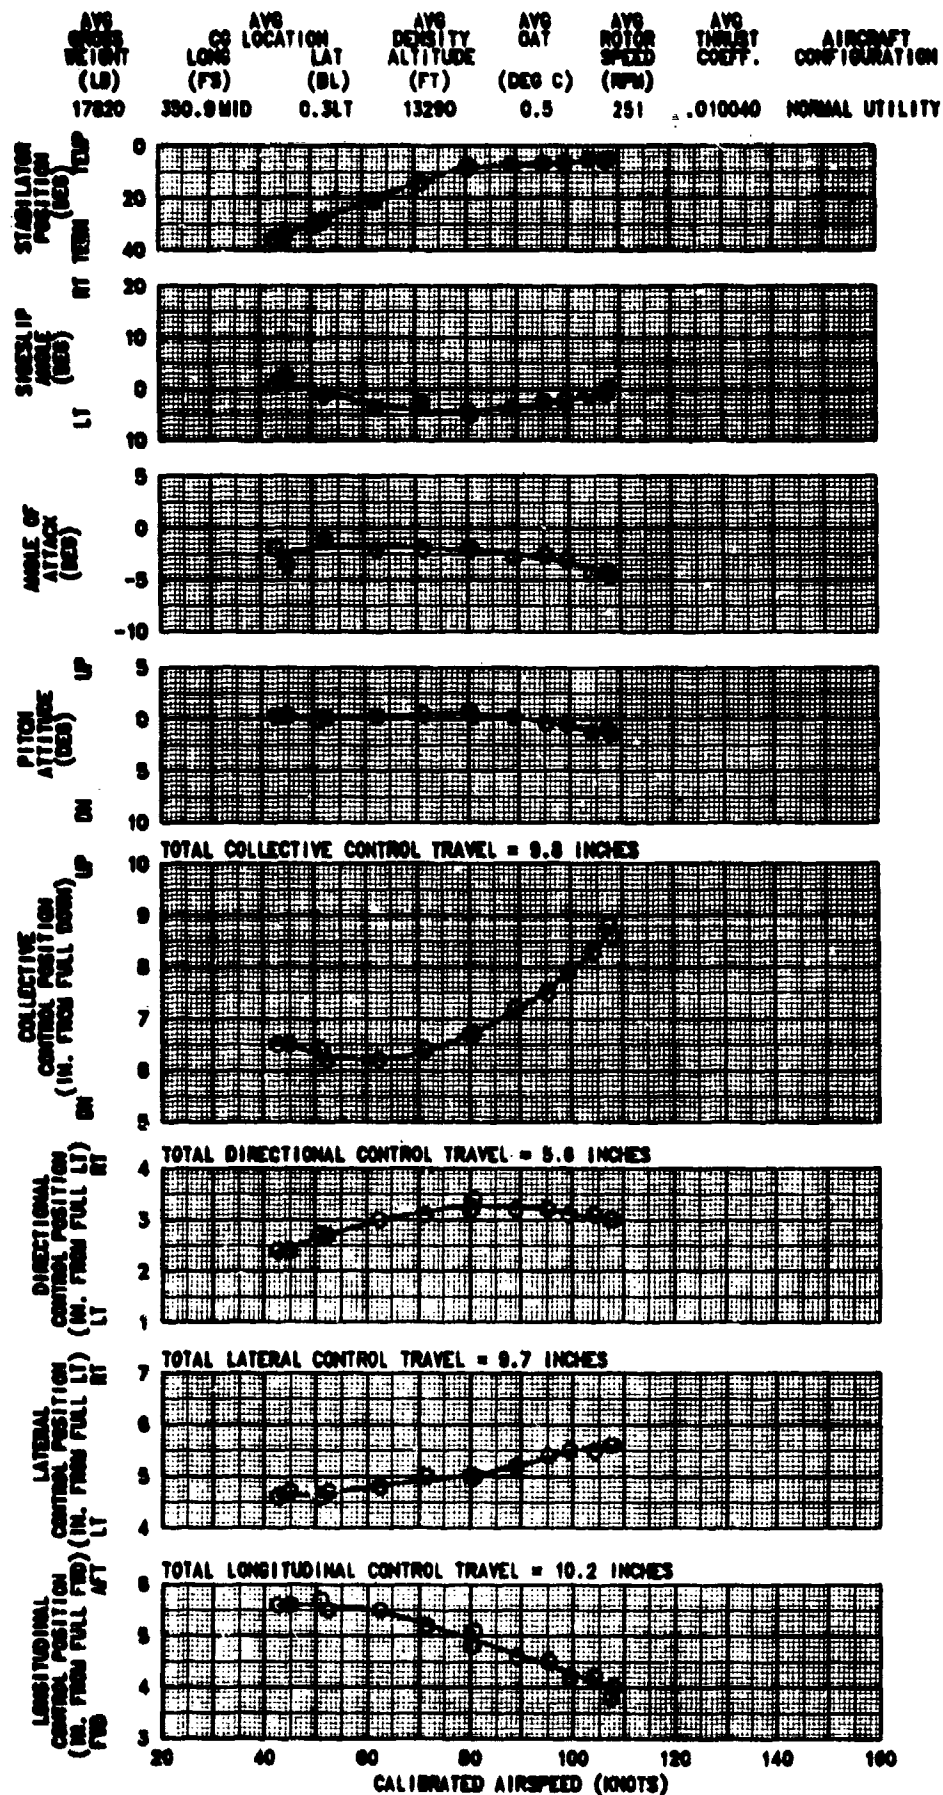 AVG AVG AVG AVG AVG AVG
GROSS CG LOCATION DENSITY OAT ROTOR THRUST AIRCRAFT
WEIGHT LONG LAT ALTITUDE SPEED COEFF. CONFIGURATION
(LB) (FS) (BL) (FT) (DEG C) (RPM)
17820 350.9 MID 0.3LT 13290 0.5 251 .010040 NORMAL UTILITY
STABILATOR
POSITION
(DEG)
0
20
40
SIDESLIP
ANGLE
(DEG)
LT RT
20
10
0
10
ANGLE OF
ATTACK
(DEG)
5
0
-5
-10
PITCH
ATTITUDE
(DEG)
DN UP
5
0
5
10
TOTAL COLLECTIVE CONTROL TRAVEL = 9.8 INCHES
COLLECTIVE
CONTROL POSITION
(IN. FROM FULL DOWN)
DN UP
10
9
8
7
6
5
TOTAL DIRECTIONAL CONTROL TRAVEL = 5.6 INCHES
DIRECTIONAL
CONTROL POSITION
(IN. FROM FULL LT)
LT RT
4
3
2
1
TOTAL LATERAL CONTROL TRAVEL = 9.7 INCHES
LATERAL
CONTROL POSITION
(IN. FROM FULL LT)
LT RT
7
6
5
4
TOTAL LONGITUDINAL CONTROL TRAVEL = 10.2 INCHES
LONGITUDINAL
CONTROL POSITION
(IN. FROM FULL FWD)
FWD AFT
6
5
4
3
20 40 60 80 100 120 140 160
CALIBRATED AIRSPEED (KNOTS)